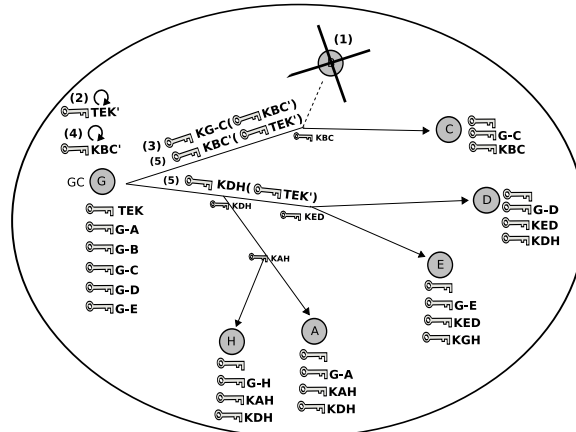 (1)
(2) TEK'
(4) KBC'
(3) KG-C( KBC')
(5) KBC'( TEK')
KBC
C
G-C
KBC
GC G
(5) KDH( TEK')
KDH
KED
D
G-D
KED
KDH
TEK
G-A
G-B
G-C
G-D
G-E
KAH
E
G-E
KED
KGH
H
G-H
KAH
KDH
A
G-A
KAH
KDH